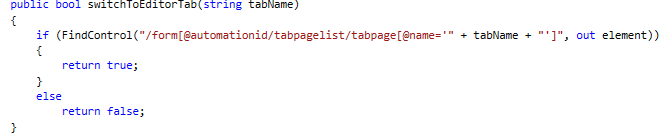 public bool switchToEditorTab(string tabName)
{
if (FindControl("/form[@automationid/tabpagelist/tabpage[@name='" + tabName + "']", out element))
{
return true;
}
else
return false;
}